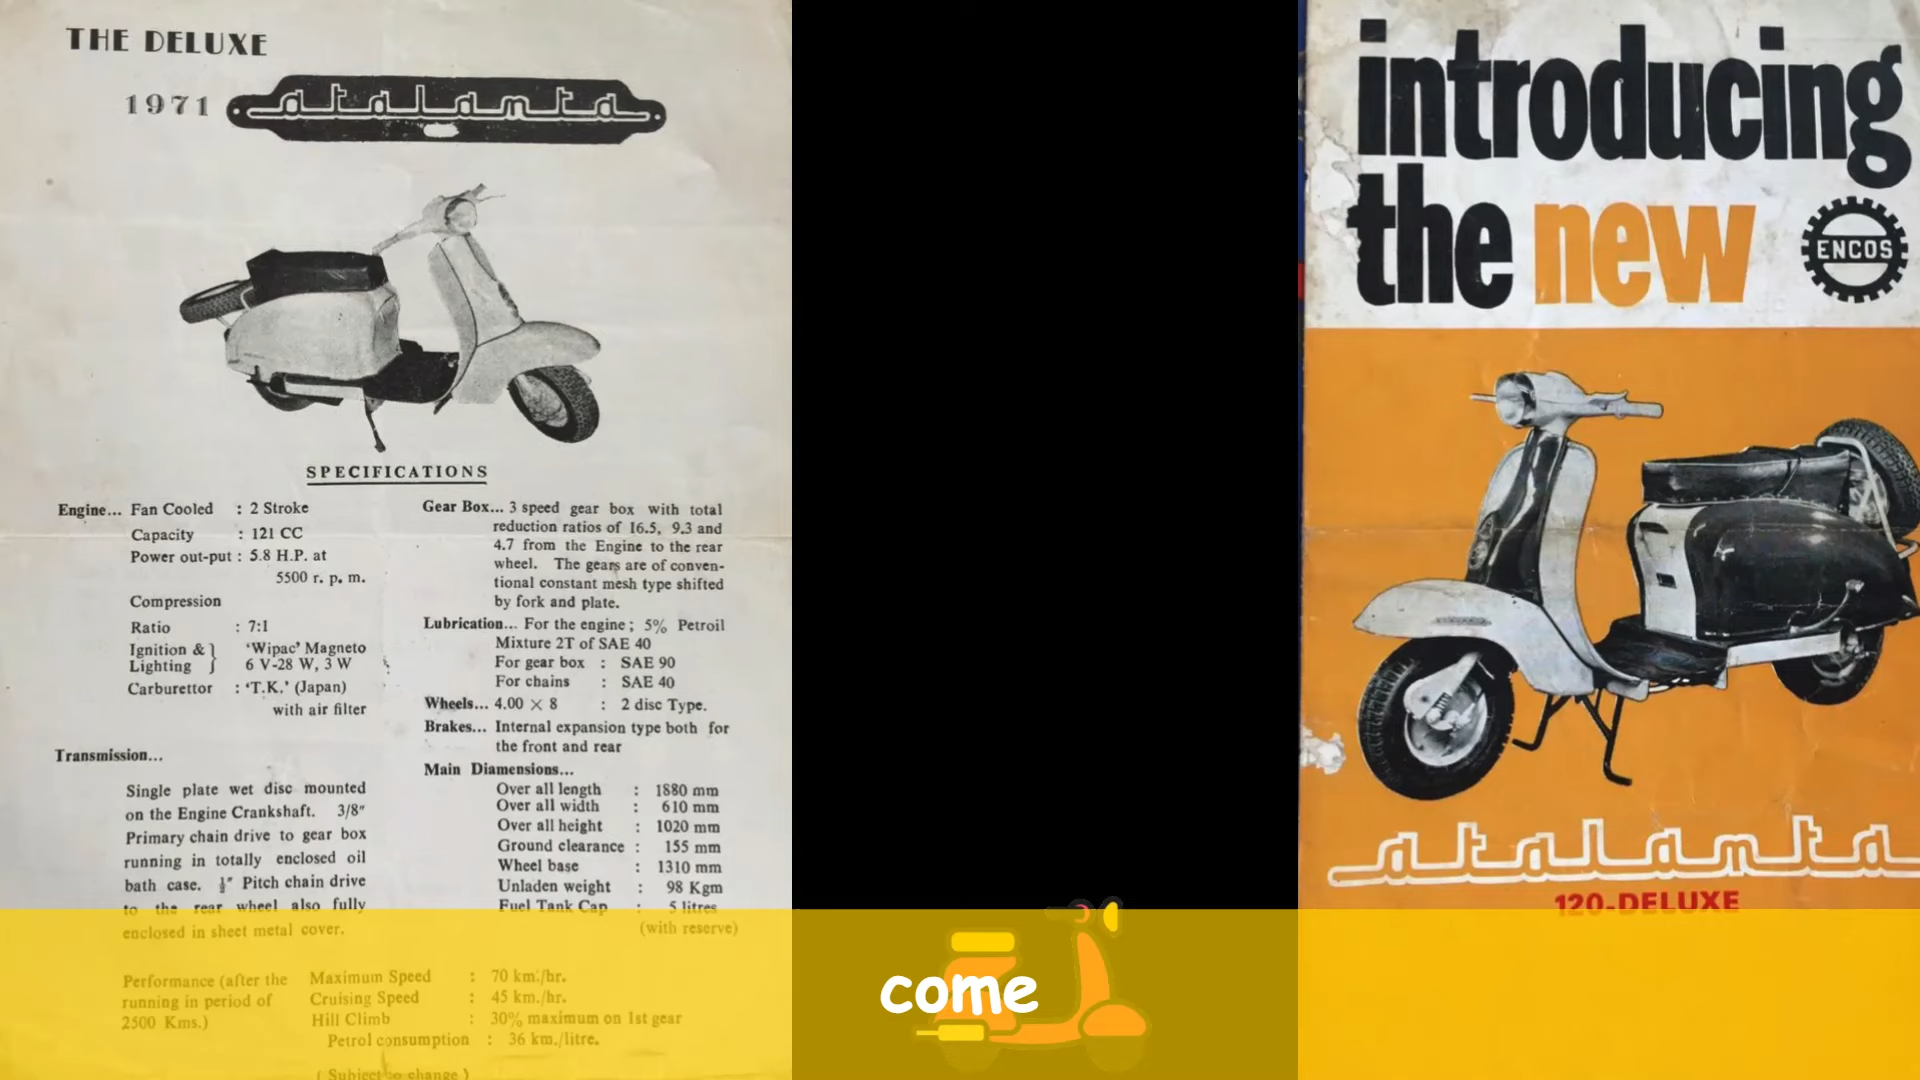 THE DELUXE
1971 atalanta
SPECIFICATIONS
Engine... Fan Cooled : 2 Stroke
Capacity : 121 CC
Power out-put : 5.8 H.P. at
5500 r. p. m.
Compression
Ratio : 7:1
Ignition & } 'Wipac' Magneto
Lighting 6 V-28 W, 3 W
Carburettor : 'T.K.' (Japan)
with air filter
Transmission...
Single plate wet disc mounted
on the Engine Crankshaft. 3/8"
Primary chain drive to gear box
running in totally enclosed oil
bath case. ½" Pitch chain drive
to the rear wheel also fully
enclosed in sheet metal cover.
Gear Box... 3 speed gear box with total
reduction ratios of 16.5, 9.3 and
4.7 from the Engine to the rear
wheel. The gears are of conven-
tional constant mesh type shifted
by fork and plate.
Lubrication... For the engine ; 5% Petroil
Mixture 2T of SAE 40
For gear box : SAE 90
For chains : SAE 40
Wheels... 4.00 × 8 : 2 disc Type.
Brakes... Internal expansion type both for
the front and rear
Main Diamensions...
Over all length : 1880 mm
Over all width : 610 mm
Over all height : 1020 mm
Ground clearance : 155 mm
Wheel base : 1310 mm
Unladen weight : 98 Kgm
Fuel Tank Cap : 5 litres
(with reserve)
Performance (after the
running in period of
2500 Kms.)
Maximum Speed : 70 km/hr.
Cruising Speed : 45 km/hr.
Hill Climb : 30% maximum on 1st gear
Petrol consumption : 36 km./litre.
( Subject to change )
introducing
the new
ENCOS
atalanta
120-DELUXE
come